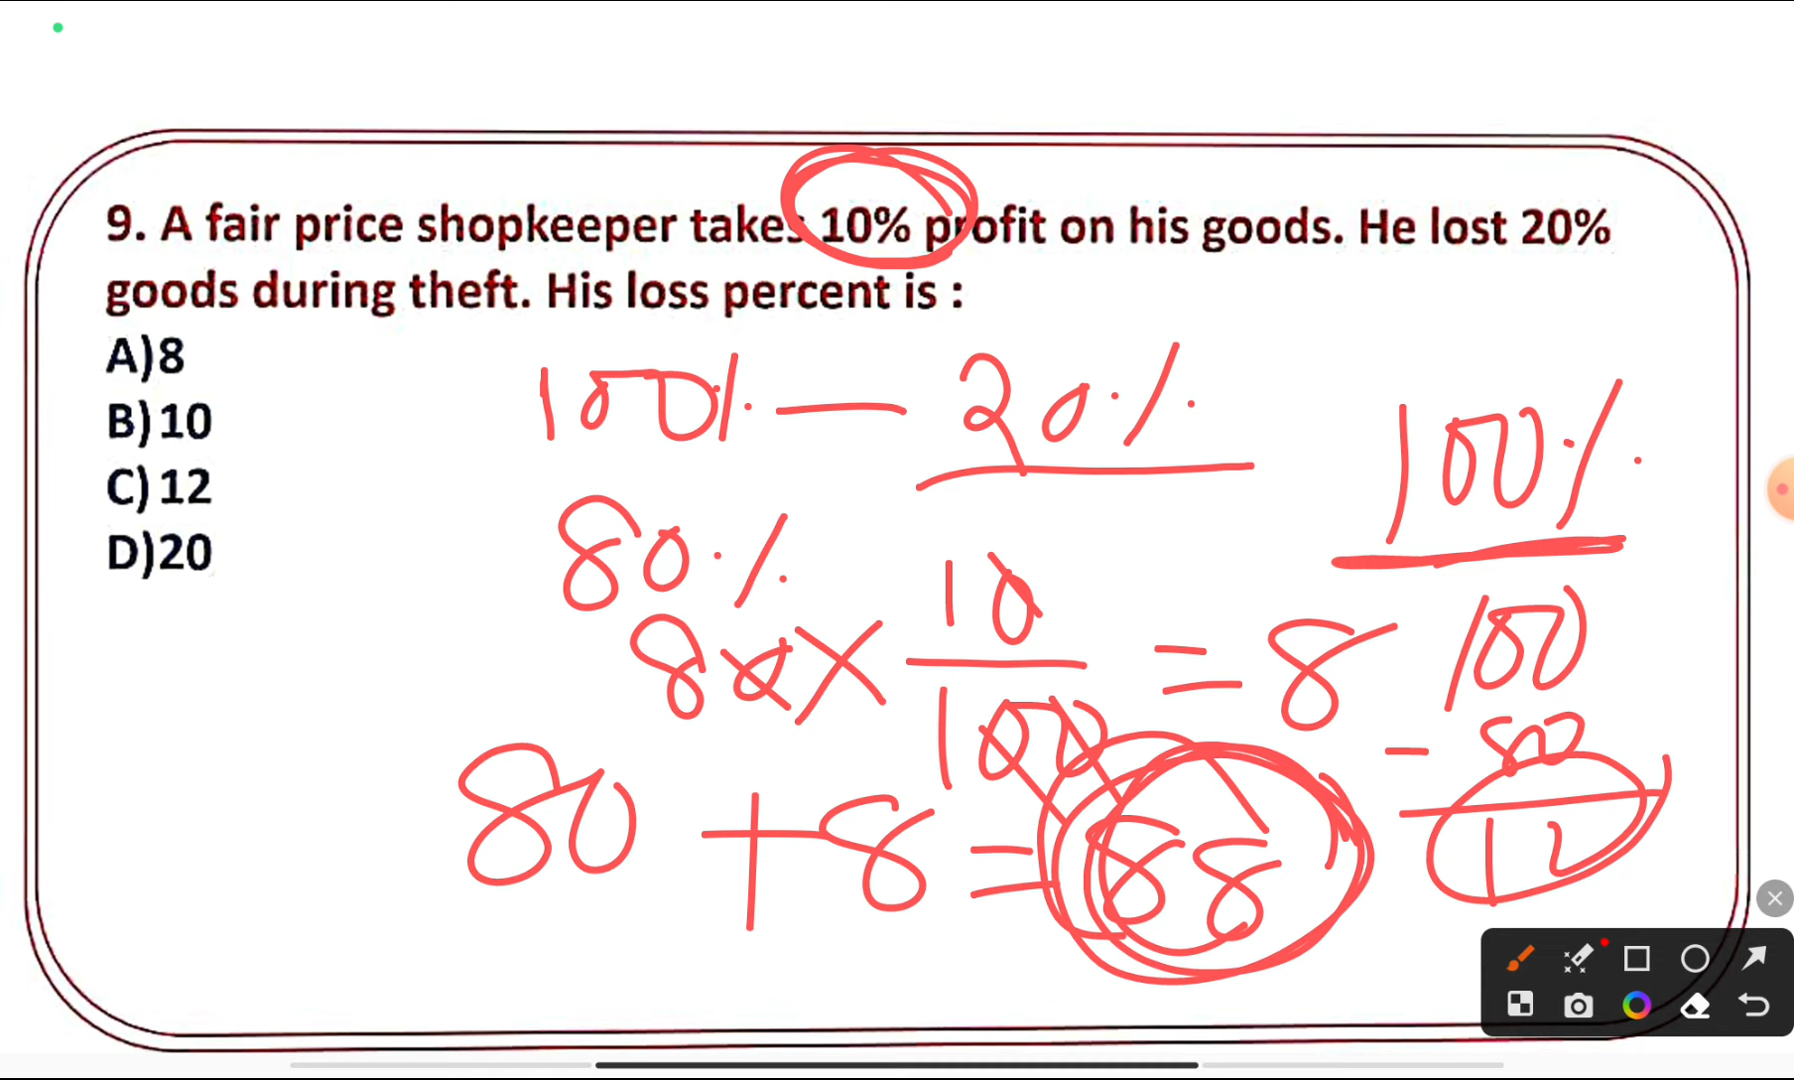 9. A fair price shopkeeper takes 10% profit on his goods. He lost 20%
goods during theft. His loss percent is :
A)8
B)10
C)12
D)20
100% — 20%
80%
80 × 10/100 = 8
80 + 8 = 88
100%
100
- 88
12